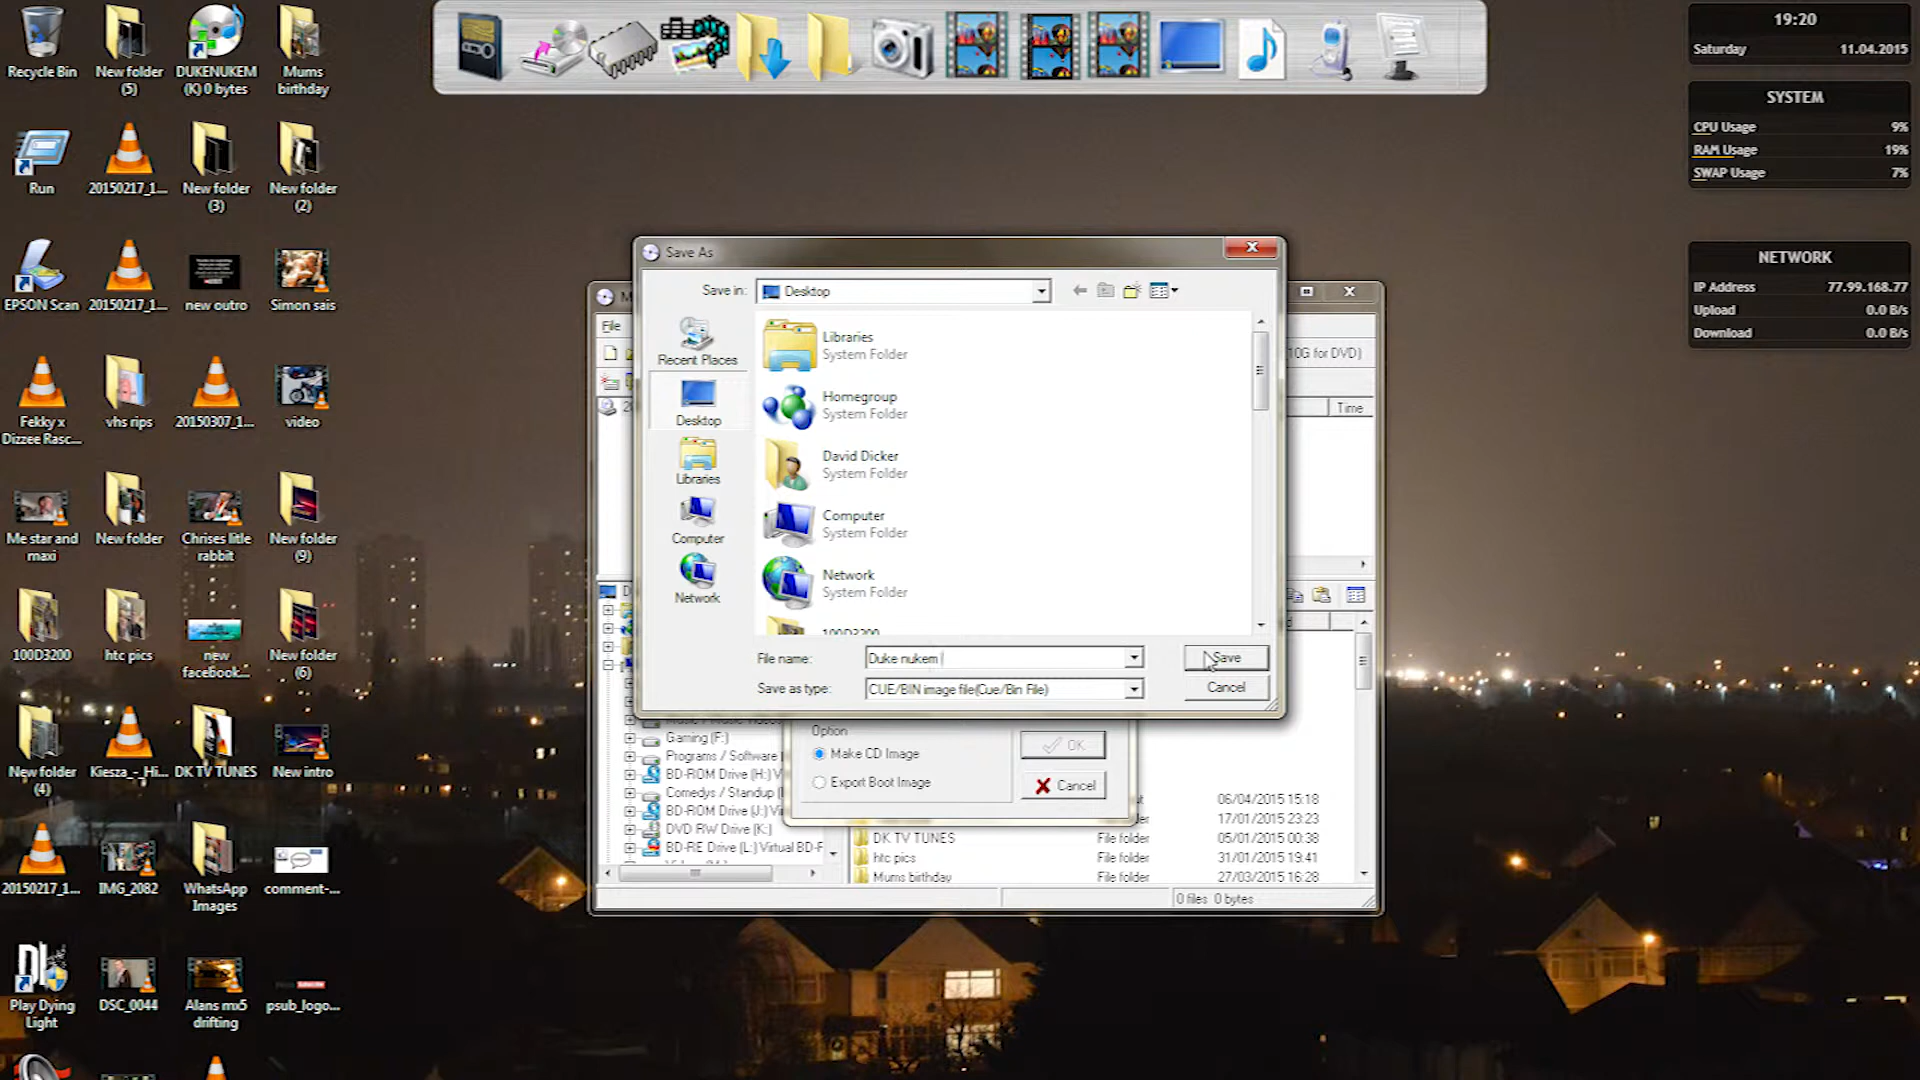 Recycle Bin
New folder
(5)
DUKENUKEM
(K) 0 bytes
Mums
birthday
Run
20150217_1...
New folder
(3)
New folder
(2)
EPSON Scan
20150217_1...
new outro
Simon sais
Fekky x
Dizzee Rasc...
vhs rips
20150307_1...
video
Me star and
maxi
New folder
Chrises litle
rabbit
New folder
(9)
100D3200
htc pics
new
facebook...
New folder
(6)
New folder
(4)
Kiesza_-_Hi...
DK TV TUNES
New intro
20150217_1...
IMG_2082
WhatsApp
Images
comment-...
Play Dying
Light
DSC_0044
Alans mx5
drifting
psub_logo...
19:20
Saturday 11.04.2015
SYSTEM
CPU Usage 9%
RAM Usage 19%
SWAP Usage 7%
NETWORK
IP Address 77.99.168.77
Upload 0.0 B/s
Download 0.0 B/s
Save As
Save in: Desktop
Recent Places
Desktop
Libraries
Computer
Network
Libraries
System Folder
Homegroup
System Folder
David Dicker
System Folder
Computer
System Folder
Network
System Folder
100D3200
File name: Duke nukem
Save
Save as type: CUE/BIN image file(Cue/Bin File)
Cancel
File
10G for DVD)
Time
Option
Make CD Image
Export Boot Image
OK
Cancel
Gaming (F:)
Programs / Software
BD-ROM Drive (H:) Vi
Comedys / Standup (
BD-ROM Drive (J:) Vir
DVD RW Drive (K:)
BD-RE Drive (L:) Virtual BD-F
06/04/2015 15:18
17/01/2015 23:23
DK TV TUNES File folder 05/01/2015 00:38
htc pics File folder 31/01/2015 19:41
Mums birthday File folder 27/03/2015 16:28
0 files 0 bytes